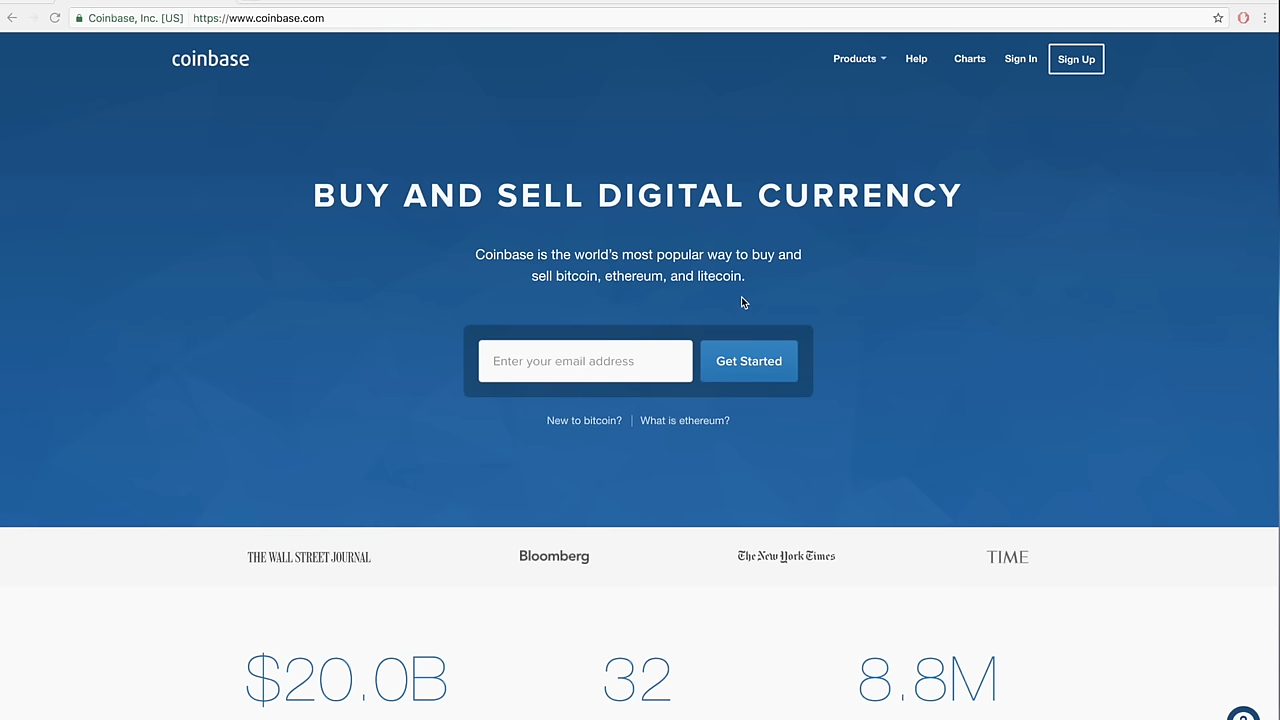 Coinbase, Inc. [US] https://www.coinbase.com
coinbase
Products Help Charts Sign In Sign Up
BUY AND SELL DIGITAL CURRENCY
Coinbase is the world's most popular way to buy and
sell bitcoin, ethereum, and litecoin.
Enter your email address Get Started
New to bitcoin? | What is ethereum?
THE WALL STREET JOURNAL Bloomberg The New York Times TIME
$20.0B 32 8.8M